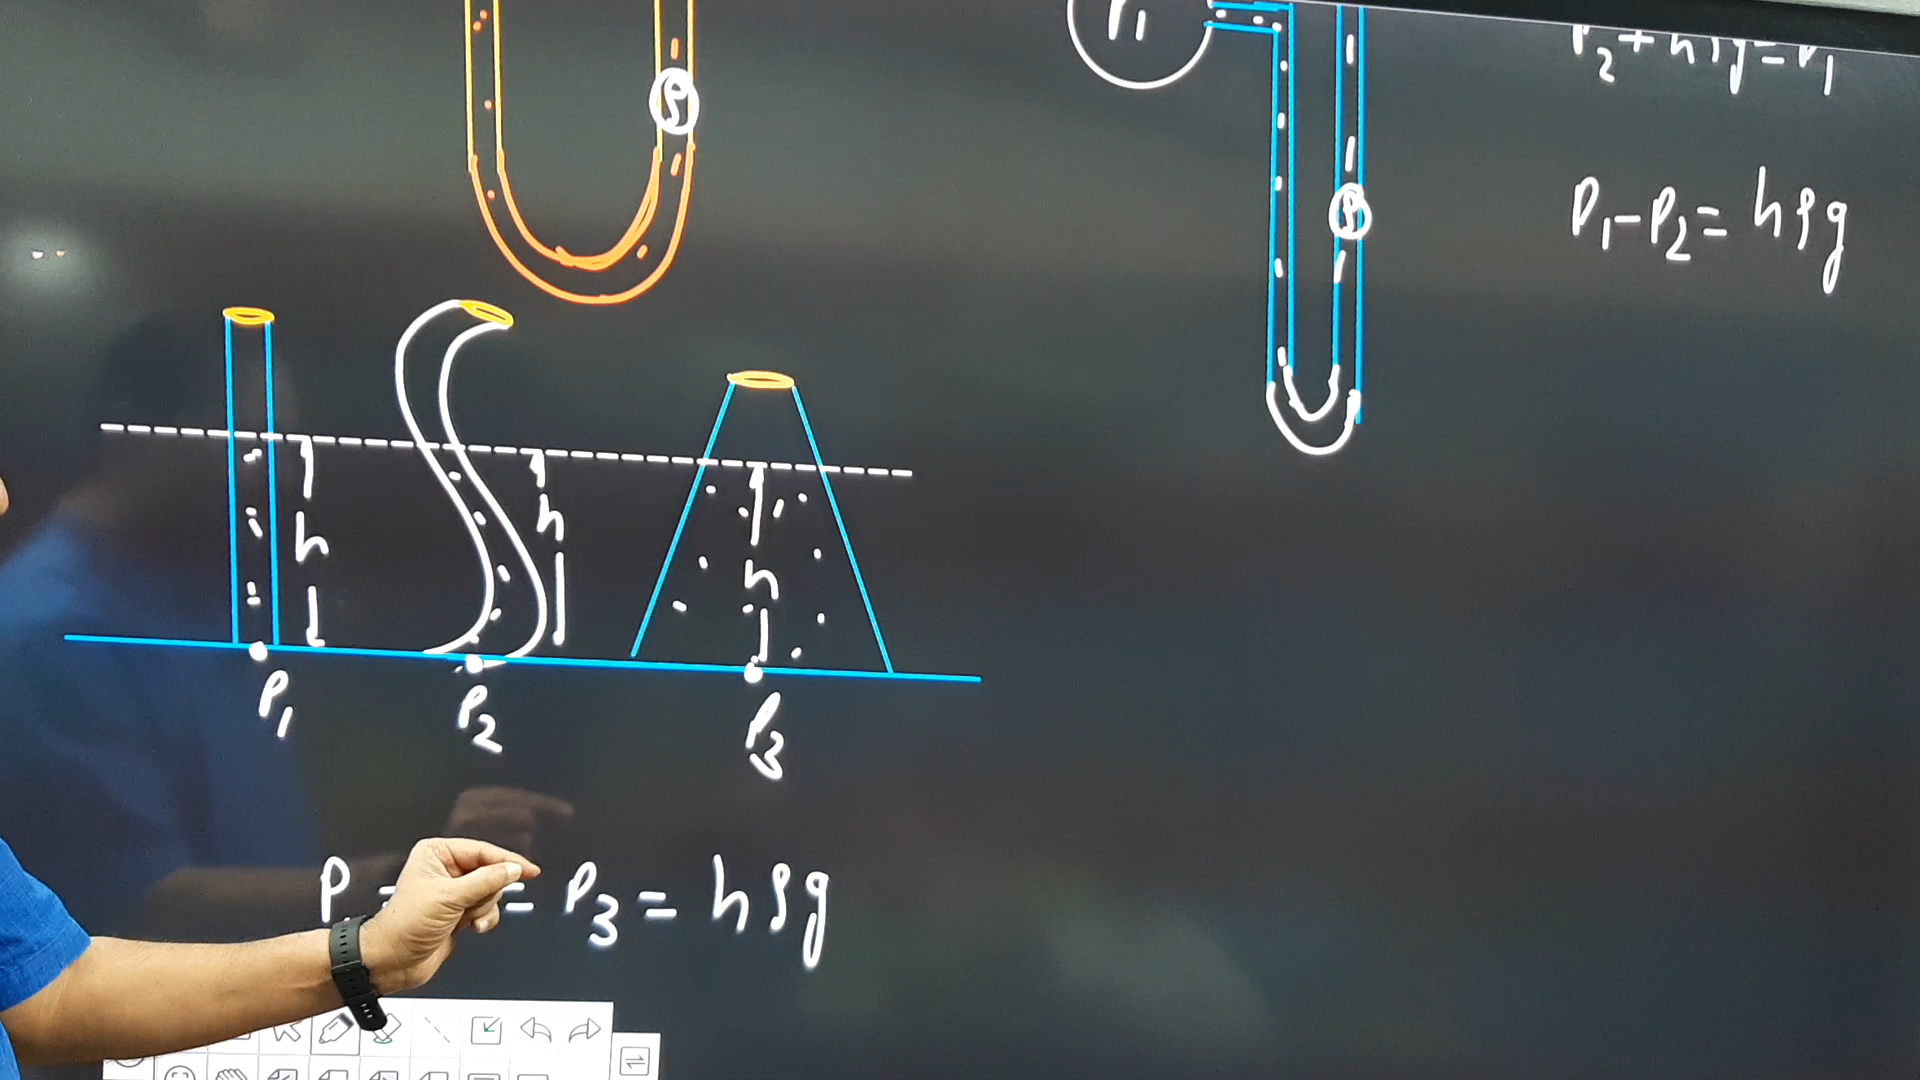 P₁
P₂ + hρg = P₁
ρ
ρ
P₁ - P₂ = hρg
h
h
h
P₁
P₂
P₃
P = = P₃ = hρg